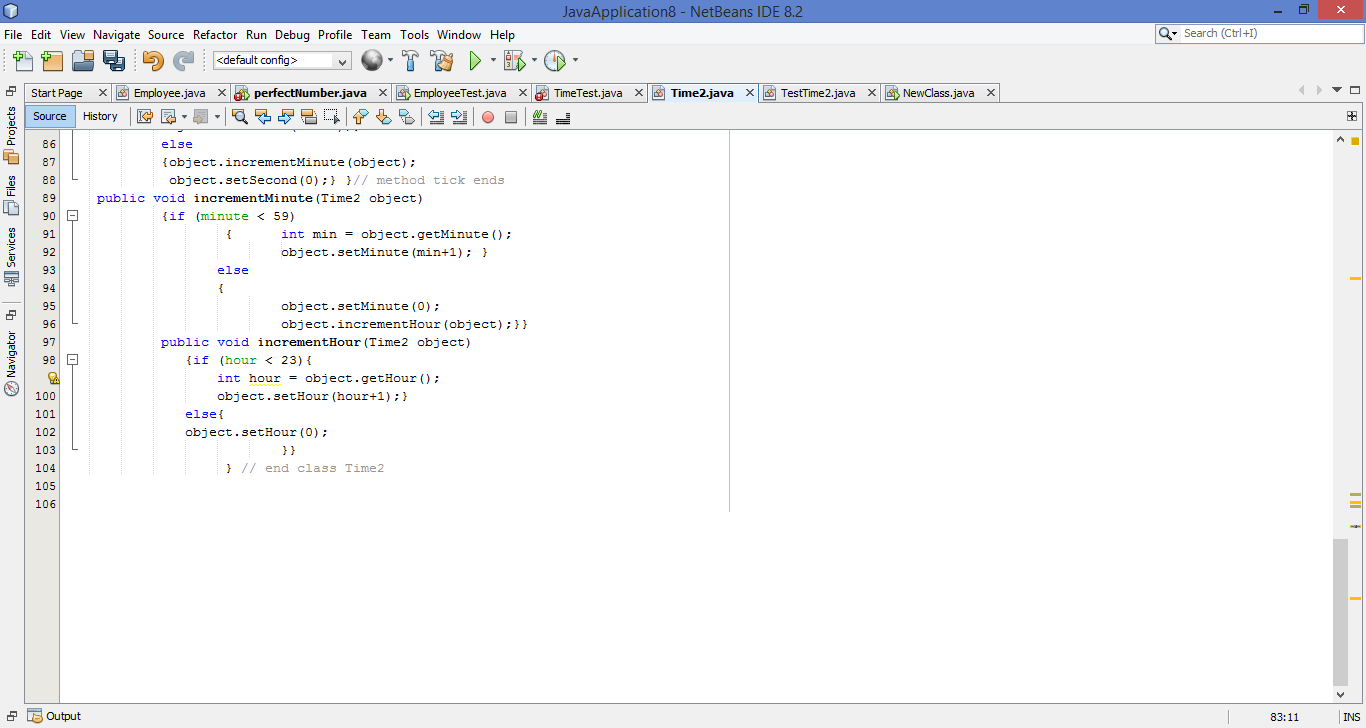 JavaApplication8 - NetBeans IDE 8.2
File Edit View Navigate Source Refactor Run Debug Profile Team Tools Window Help
Search (Ctrl+I)
<default config>
Start Page Employee.java perfectNumber.java EmployeeTest.java TimeTest.java Time2.java TestTime2.java NewClass.java
Source History
Projects
Files
Services
Navigator
86 else
87 {object.incrementMinute(object);
88 object.setSecond(0);} }// method tick ends
89 public void incrementMinute(Time2 object)
90 {if (minute < 59)
91 { int min = object.getMinute();
92 object.setMinute(min+1); }
93 else
94 {
95 object.setMinute(0);
96 object.incrementHour(object);}}
97 public void incrementHour(Time2 object)
98 {if (hour < 23){
int hour = object.getHour();
100 object.setHour(hour+1);}
101 else{
102 object.setHour(0);
103 }}
104 } // end class Time2
105
106
Output
83:11 INS